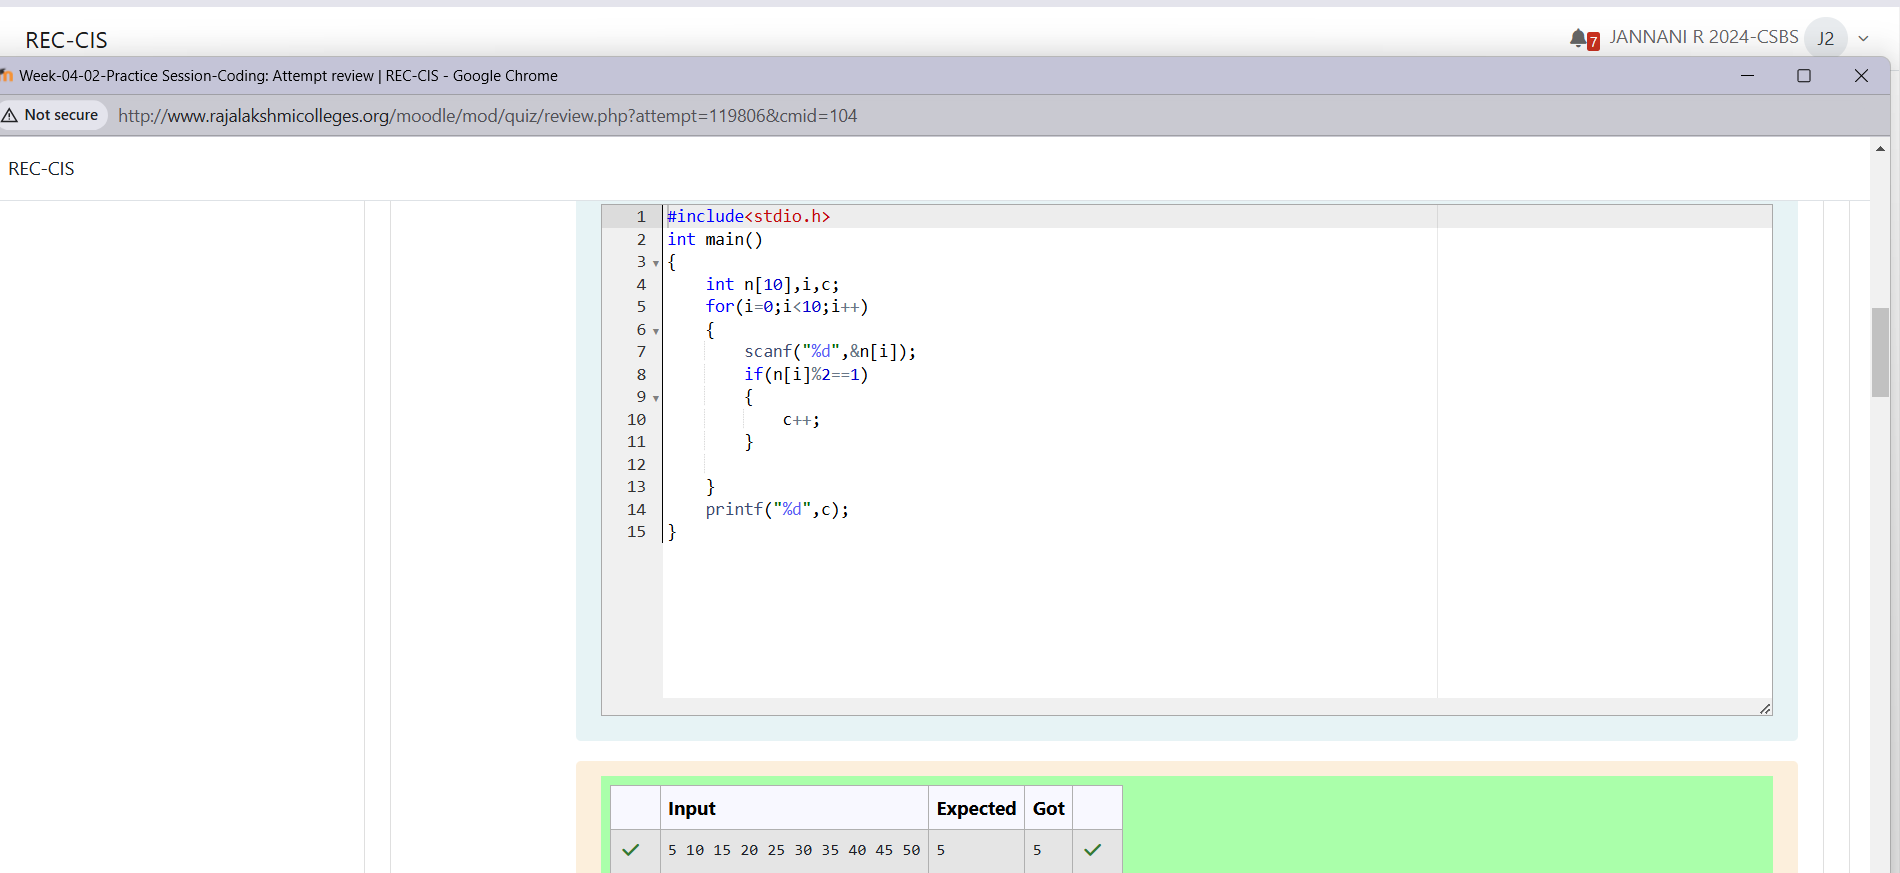 REC-CIS
7 JANNANI R 2024-CSBS J2
Week-04-02-Practice Session-Coding: Attempt review | REC-CIS - Google Chrome
Not secure http://www.rajalakshmicolleges.org/moodle/mod/quiz/review.php?attempt=119806&cmid=104
REC-CIS
1 #include<stdio.h>
2 int main()
3 {
4 int n[10],i,c;
5 for(i=0;i<10;i++)
6 {
7 scanf("%d",&n[i]);
8 if(n[i]%2==1)
9 {
10 c++;
11 }
12
13 }
14 printf("%d",c);
15 }
Input Expected Got
5 10 15 20 25 30 35 40 45 50 5 5